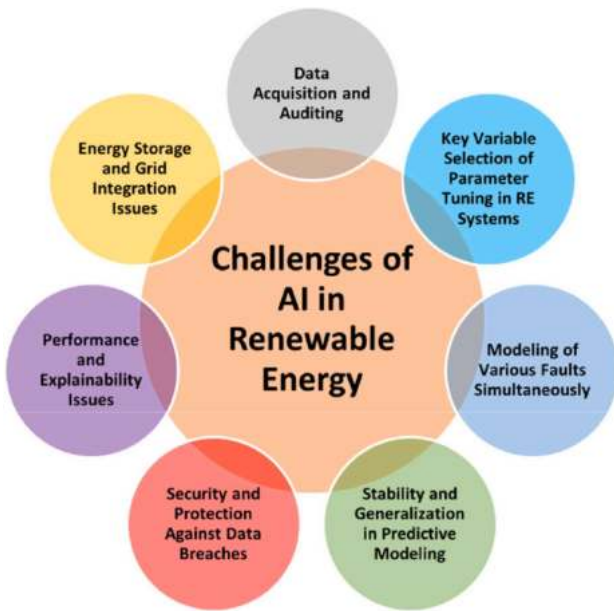 Data
Acquisition and
Auditing
Key Variable
Selection of
Parameter
Tuning in RE
Systems
Modeling of
Various Faults
Simultaneously
Stability and
Generalization
in Predictive
Modeling
Security and
Protection
Against Data
Breaches
Performance
and
Explainability
Issues
Energy Storage
and Grid
Integration
Issues
Challenges of
AI in
Renewable
Energy